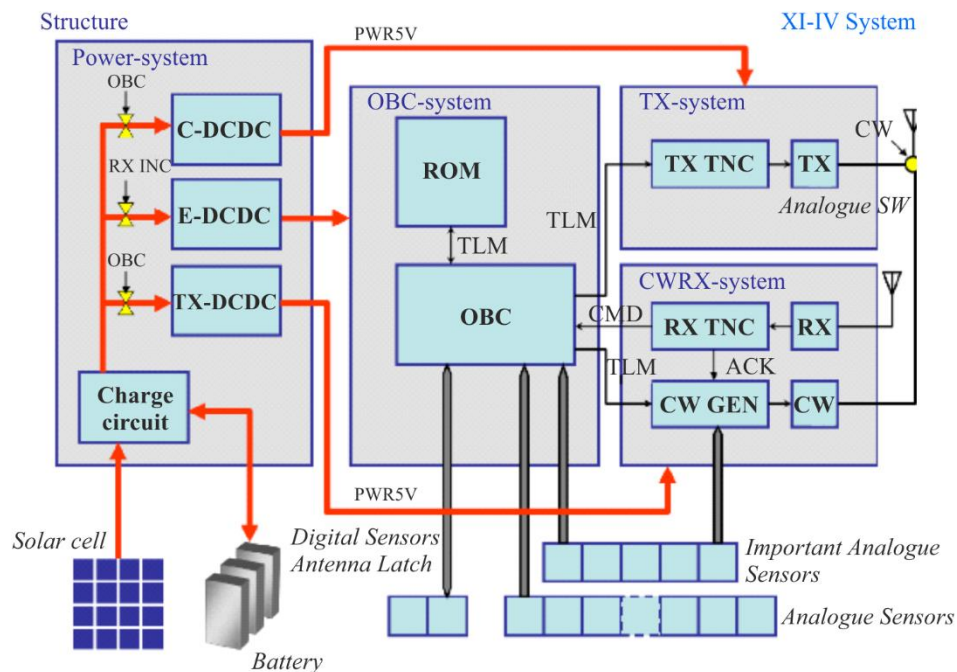 Structure
XI-IV System
PWR5V
Power-system
OBC
C-DCDC
RX INC
E-DCDC
OBC
TX-DCDC
Charge
circuit
OBC-system
ROM
TLM
OBC
TLM
CMD
TLM
TX-system
TX TNC
TX
CW
Analogue SW
CWRX-system
RX TNC
RX
ACK
CW GEN
CW
PWR5V
Solar cell
Digital Sensors
Antenna Latch
Battery
Important Analogue
Sensors
Analogue Sensors